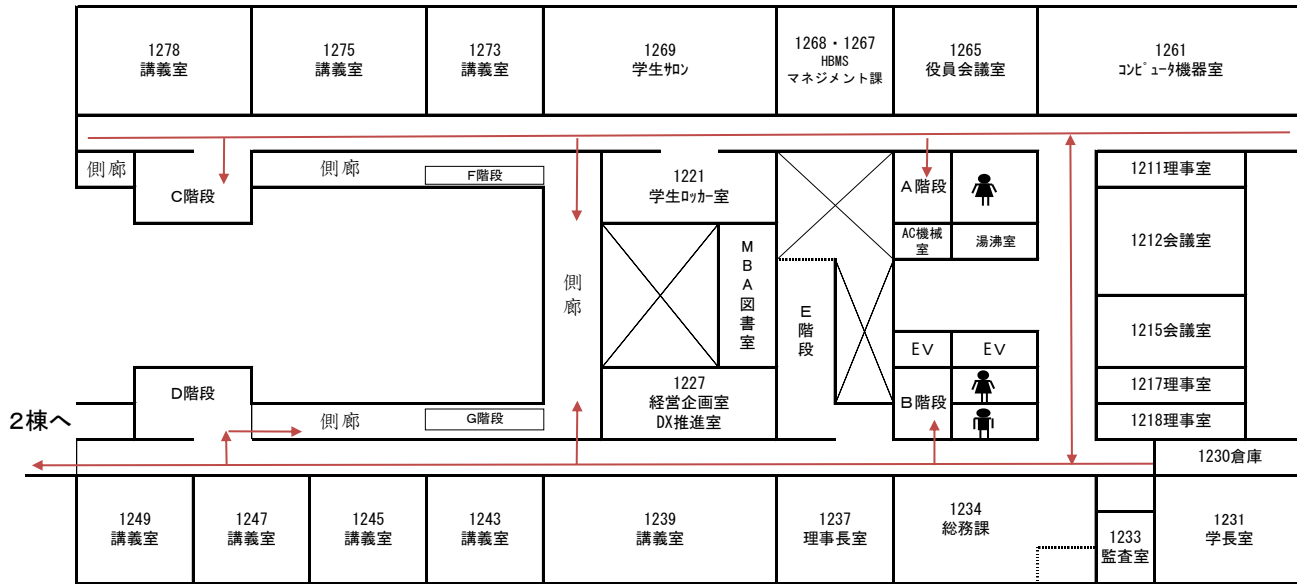 1278
講義室
1275
講義室
1273
講義室
1269
学生ｻﾛﾝ
1268・1267
HBMS
マネジメント課
1265
役員会議室
1261
ｺﾝﾋﾟｭｰﾀ機器室
側廊
C階段
側廊
F階段
1221
学生ﾛｯｶｰ室
A階段
1211理事室
AC機械
室
湯沸室
1212会議室
MBA図書室
側廊
E階段
1215会議室
EV
EV
D階段
1227
経営企画室
DX推進室
1217理事室
2棟へ
側廊
G階段
B階段
1218理事室
1230倉庫
1249
講義室
1247
講義室
1245
講義室
1243
講義室
1239
講義室
1237
理事長室
1234
総務課
1233
監査室
1231
学長室